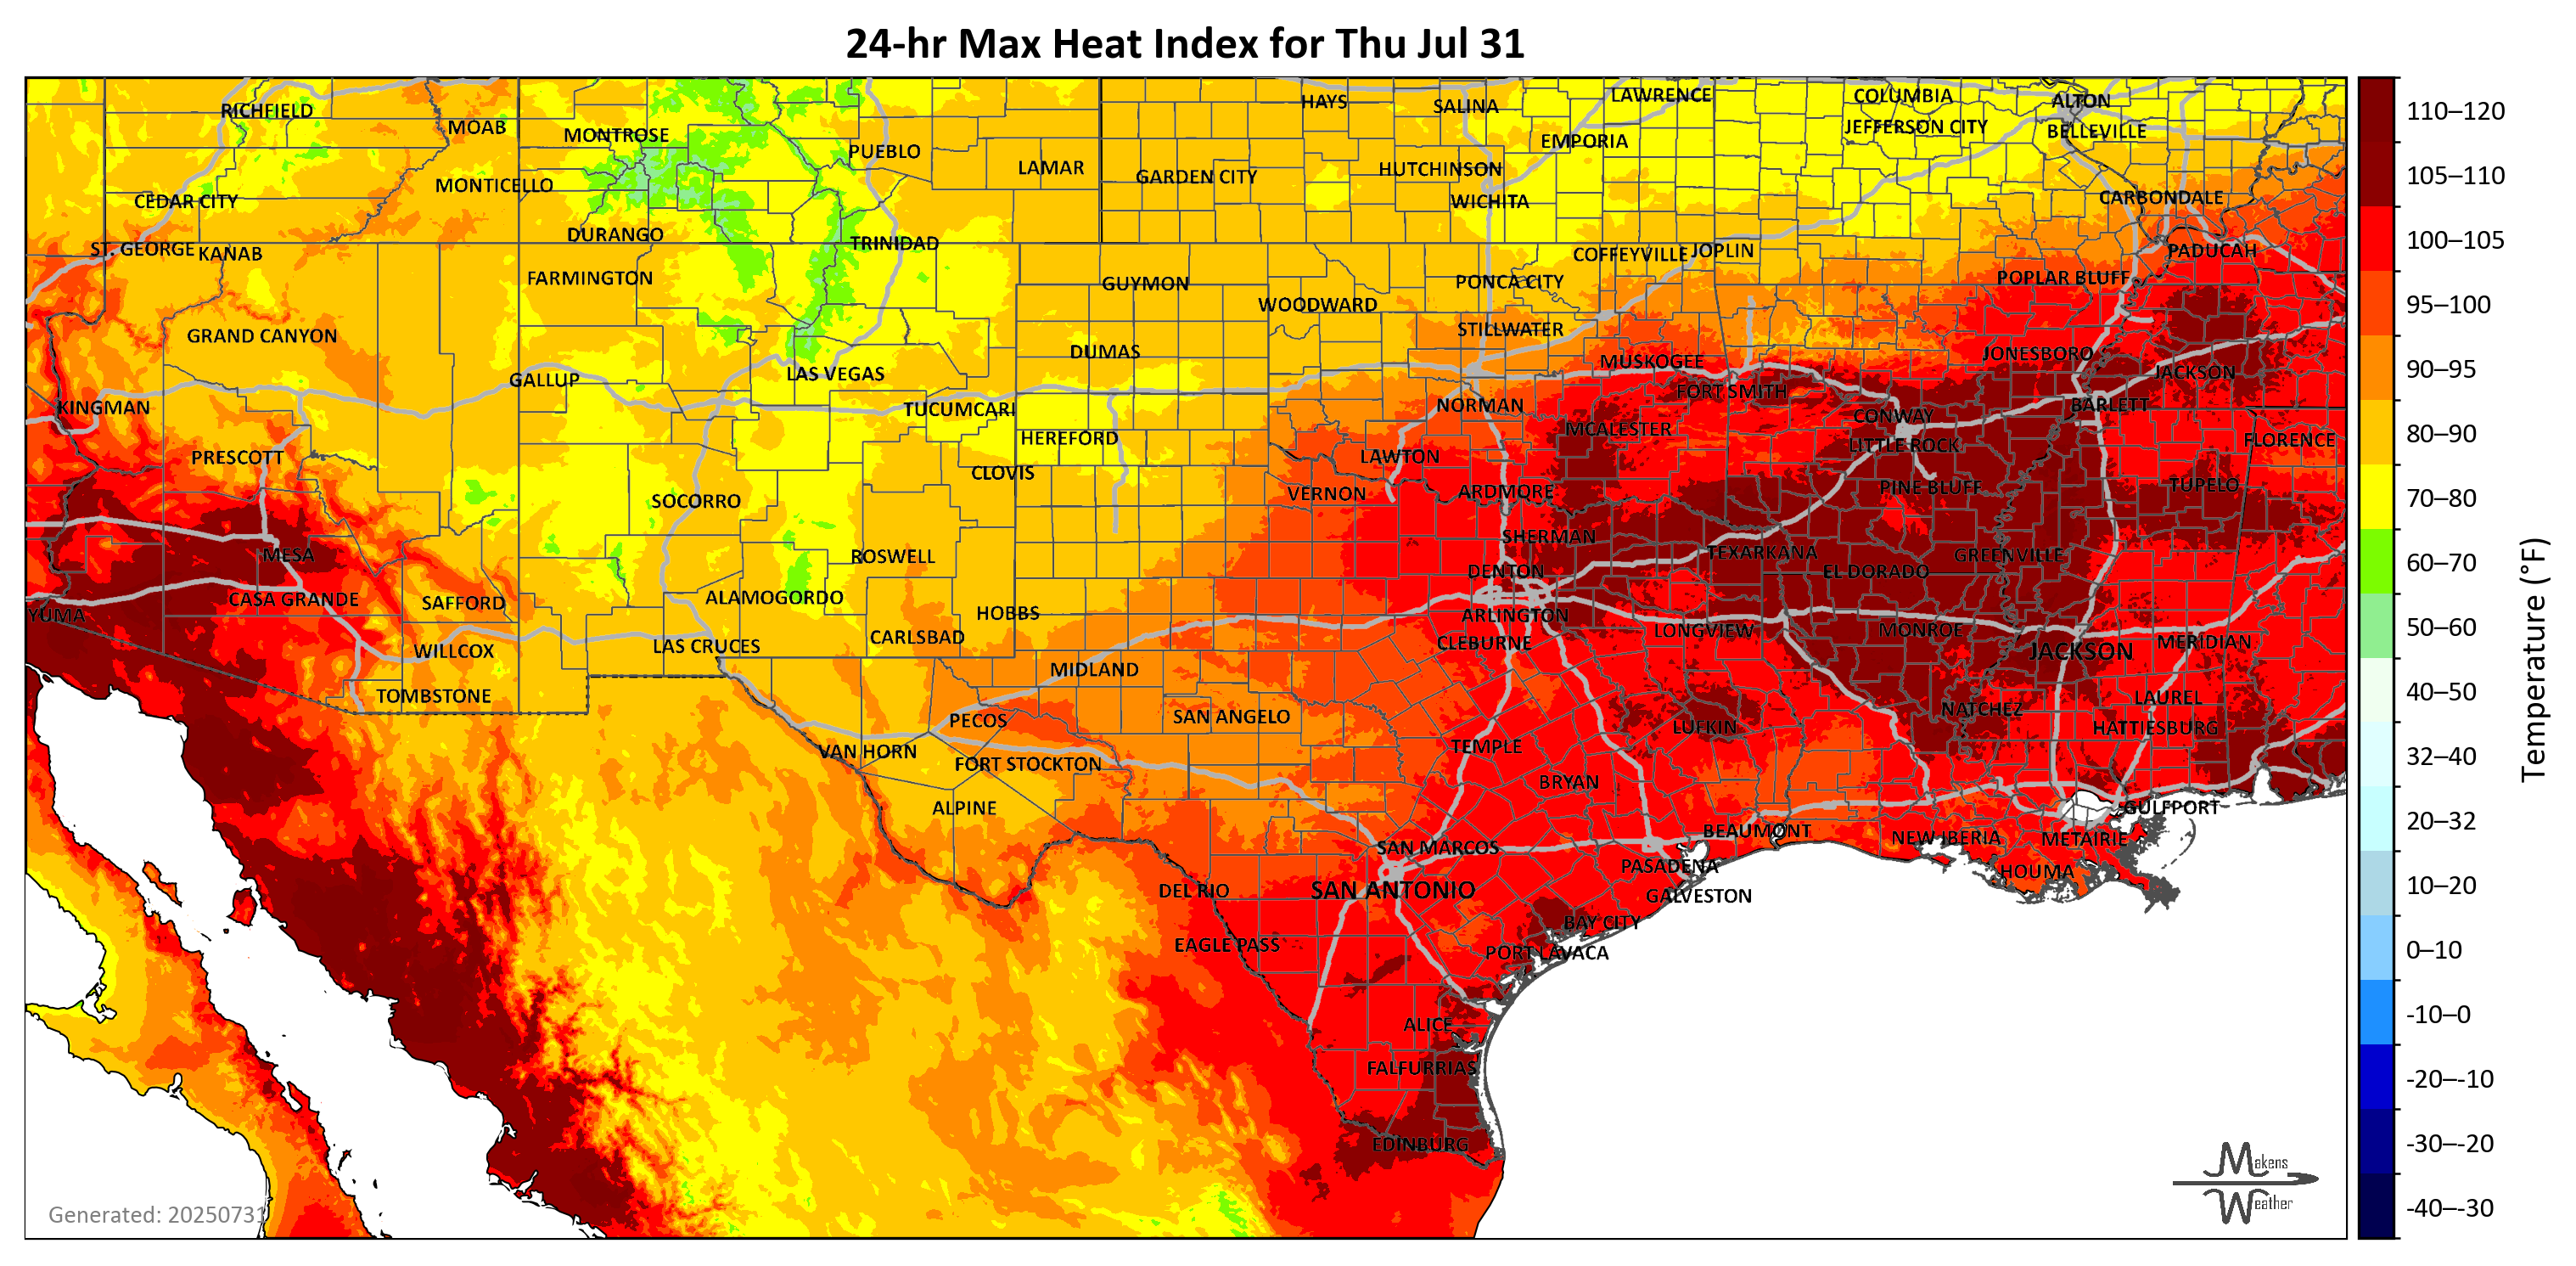 24-hr Max Heat Index for Thu Jul 31
RICHFIELD
MOAB
MONTROSE
PUEBLO
LAMAR
HAYS
SALINA
LAWRENCE
COLUMBIA
ALTON
JEFFERSON CITY
BELLEVILLE
EMPORIA
HUTCHINSON
GARDEN CITY
MONTICELLO
CEDAR CITY
WICHITA
CARBONDALE
DURANGO
TRINIDAD
ST. GEORGE
KANAB
COFFEYVILLE
JOPLIN
PADUCAH
FARMINGTON
GUYMON
PONCA CITY
POPLAR BLUFF
WOODWARD
GRAND CANYON
STILLWATER
DUMAS
MUSKOGEE
JONESBORO
GALLUP
LAS VEGAS
JACKSON
FORT SMITH
KINGMAN
TUCUMCARI
NORMAN
BARLETT
CONWAY
MCALESTER
HEREFORD
LITTLE ROCK
FLORENCE
PRESCOTT
LAWTON
CLOVIS
TUPELO
PINE BLUFF
VERNON
ARDMORE
SOCORRO
SHERMAN
MESA
ROSWELL
TEXARKANA
GREENVILLE
DENTON
EL DORADO
CASA GRANDE
SAFFORD
ALAMOGORDO
YUMA
HOBBS
ARLINGTON
CARLSBAD
LONGVIEW
MONROE
CLEBURNE
MERIDIAN
WILLCOX
LAS CRUCES
JACKSON
MIDLAND
TOMBSTONE
LAUREL
NATCHEZ
PECOS
SAN ANGELO
LUFKIN
HATTIESBURG
VAN HORN
TEMPLE
FORT STOCKTON
BRYAN
ALPINE
GULFPORT
BEAUMONT
NEW IBERIA
METAIRIE
SAN MARCOS
PASADENA
HOUMA
DEL RIO
SAN ANTONIO
GALVESTON
BAY CITY
EAGLE PASS
PORT LAVACA
ALICE
FALFURRIAS
EDINBURG
Generated: 20250731
Makens
Weather
110–120
105–110
100–105
95–100
90–95
80–90
70–80
60–70
50–60
40–50
32–40
20–32
10–20
0–10
-10–0
-20–-10
-30–-20
-40–-30
Temperature (°F)